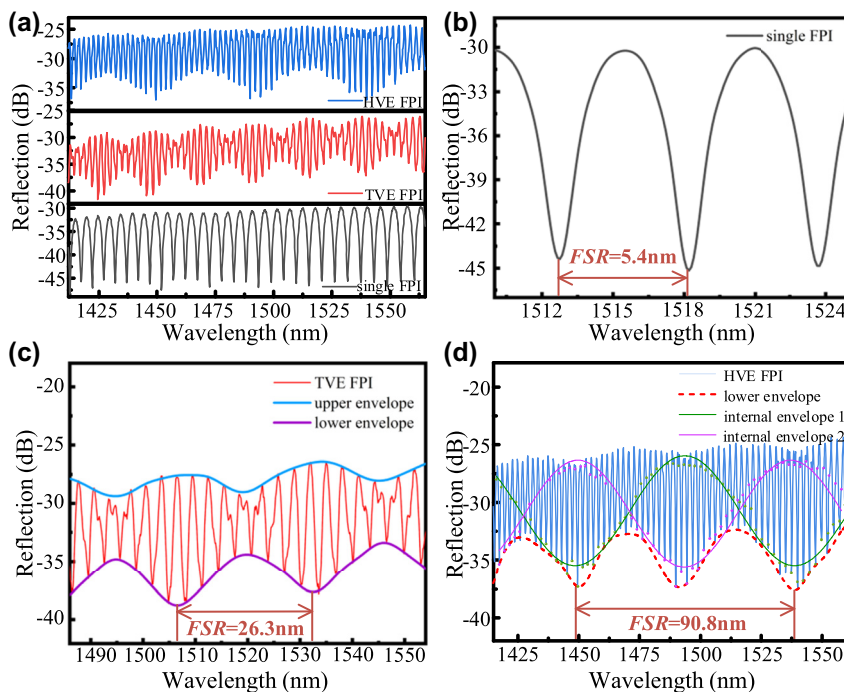 (a)
Reflection (dB)
-25
-30
-35
HVE FPI
-25
-30
-35
-40
TVE FPI
-30
-35
-40
-45
single FPI
1425 1450 1475 1500 1525 1550
Wavelength (nm)
(b)
Reflection (dB)
-30
-33
-36
-39
-42
-45
single FPI
FSR=5.4nm
1512 1515 1518 1521 1524
Wavelength (nm)
(c)
Reflection (dB)
-20
-25
-30
-35
-40
TVE FPI
upper envelope
lower envelope
FSR=26.3nm
1490 1500 1510 1520 1530 1540 1550
Wavelength (nm)
(d)
Reflection (dB)
-20
-25
-30
-35
-40
HVE FPI
lower envelope
internal envelope 1
internal envelope 2
FSR=90.8nm
1425 1450 1475 1500 1525 1550
Wavelength (nm)